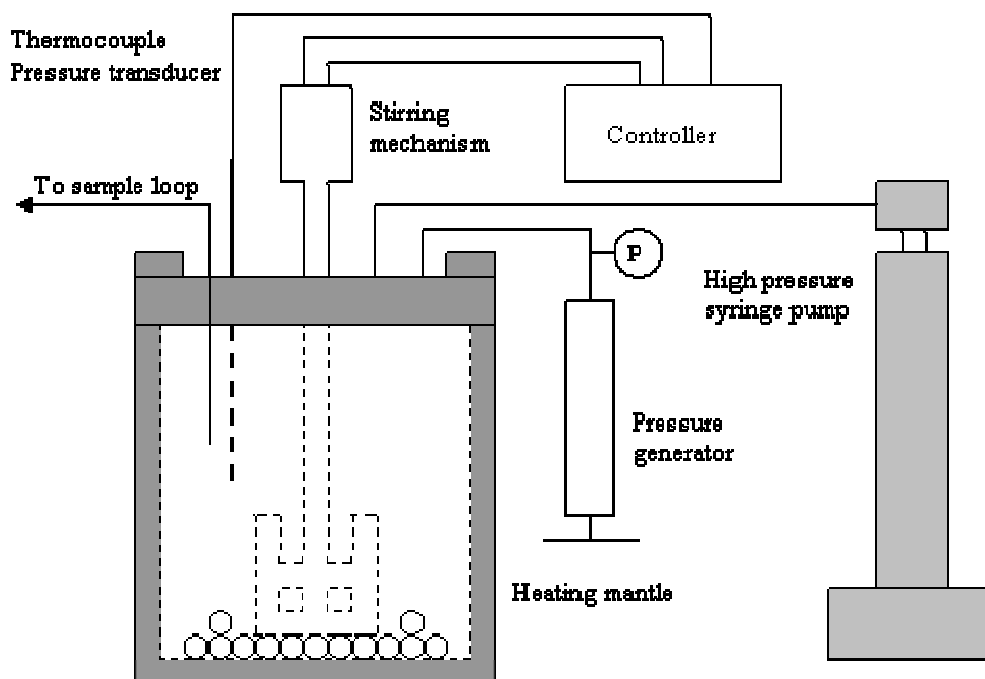 Thermocouple
Pressure transducer
Stirring
mechanism
Controller
To sample loop
P
High pressure
syringe pump
Pressure
generator
Heating mantle